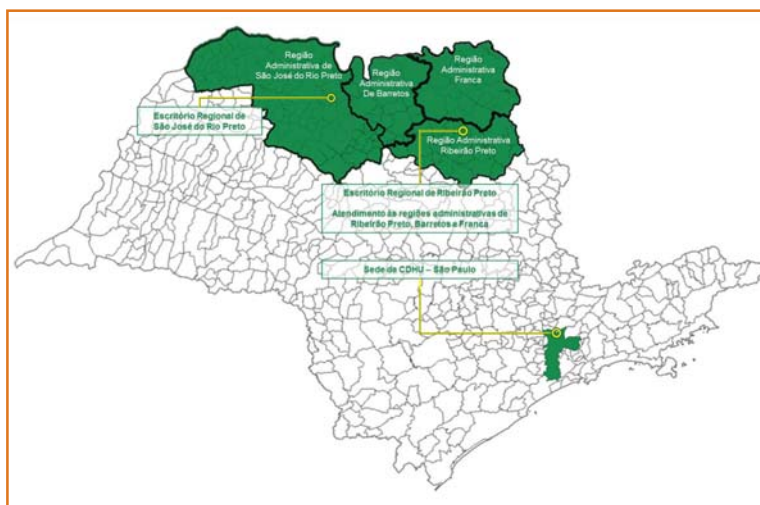 Região
Administrativa de
São José do Rio Preto
Região
Administrativa
De Barretos
Região
Administrativa
Franca
Escritório Regional de
São José do Rio Preto
Região Administrativa
Ribeirão Preto
Escritório Regional de Ribeirão Preto
Atendimento às regiões administrativas de
Ribeirão Preto, Barretos e Franca
Sede da CDHU – São Paulo